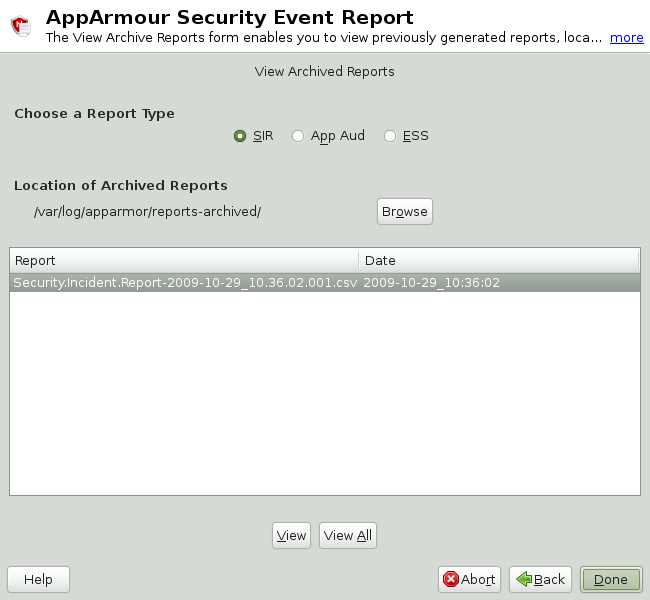 AppArmour Security Event Report
The View Archive Reports form enables you to view previously generated reports, loca... more
View Archived Reports
Choose a Report Type
SIR App Aud ESS
Location of Archived Reports
/var/log/apparmor/reports-archived/ Browse
Report Date
Security.Incident.Report-2009-10-29_10.36.02.001.csv 2009-10-29_10:36:02
View View All
Help Abort Back Done